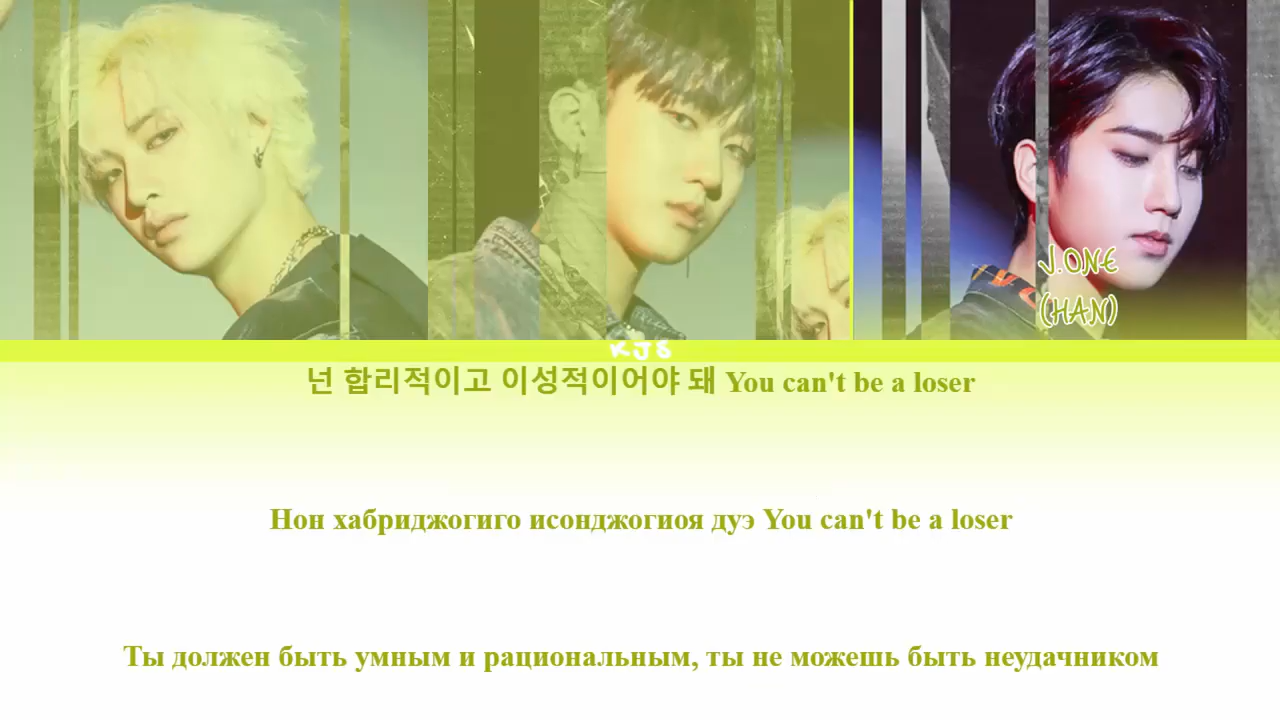 J.ONE
(HAN)
KJS
넌 합리적이고 이성적이어야 돼 You can't be a loser
Нон хабриджогиго исонджогиоя дуэ You can't be a loser
Ты должен быть умным и рациональным, ты не можешь быть неудачником